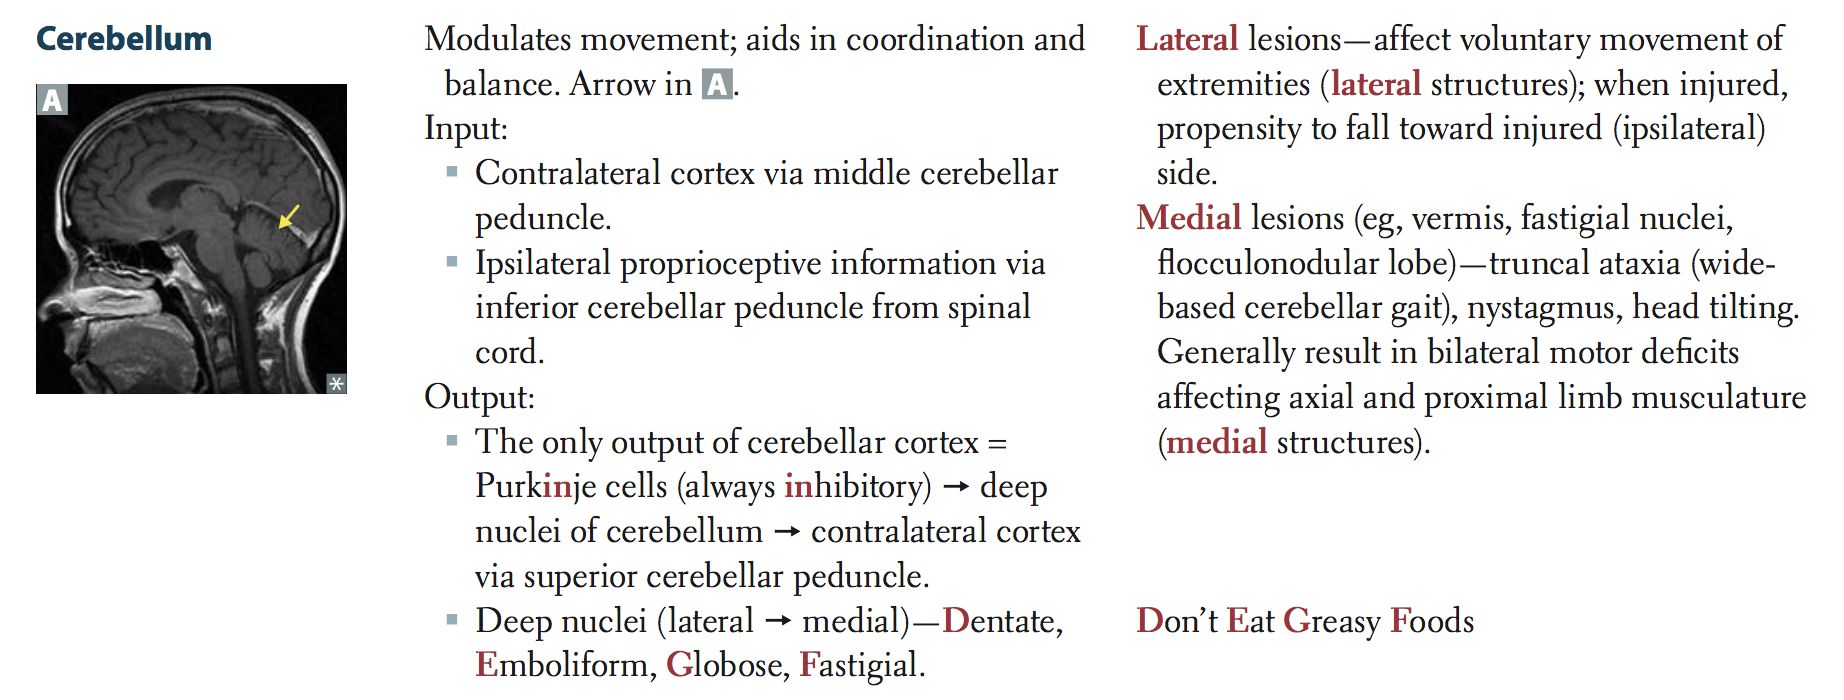 Cerebellum
A
*
Modulates movement; aids in coordination and
balance. Arrow in A.
Input:
▪ Contralateral cortex via middle cerebellar
peduncle.
▪ Ipsilateral proprioceptive information via
inferior cerebellar peduncle from spinal
cord.
Output:
▪ The only output of cerebellar cortex =
Purkinje cells (always inhibitory) → deep
nuclei of cerebellum → contralateral cortex
via superior cerebellar peduncle.
▪ Deep nuclei (lateral → medial)—Dentate,
Emboliform, Globose, Fastigial.
Lateral lesions—affect voluntary movement of
extremities (lateral structures); when injured,
propensity to fall toward injured (ipsilateral)
side.
Medial lesions (eg, vermis, fastigial nuclei,
flocculonodular lobe)—truncal ataxia (wide-
based cerebellar gait), nystagmus, head tilting.
Generally result in bilateral motor deficits
affecting axial and proximal limb musculature
(medial structures).
Don't Eat Greasy Foods